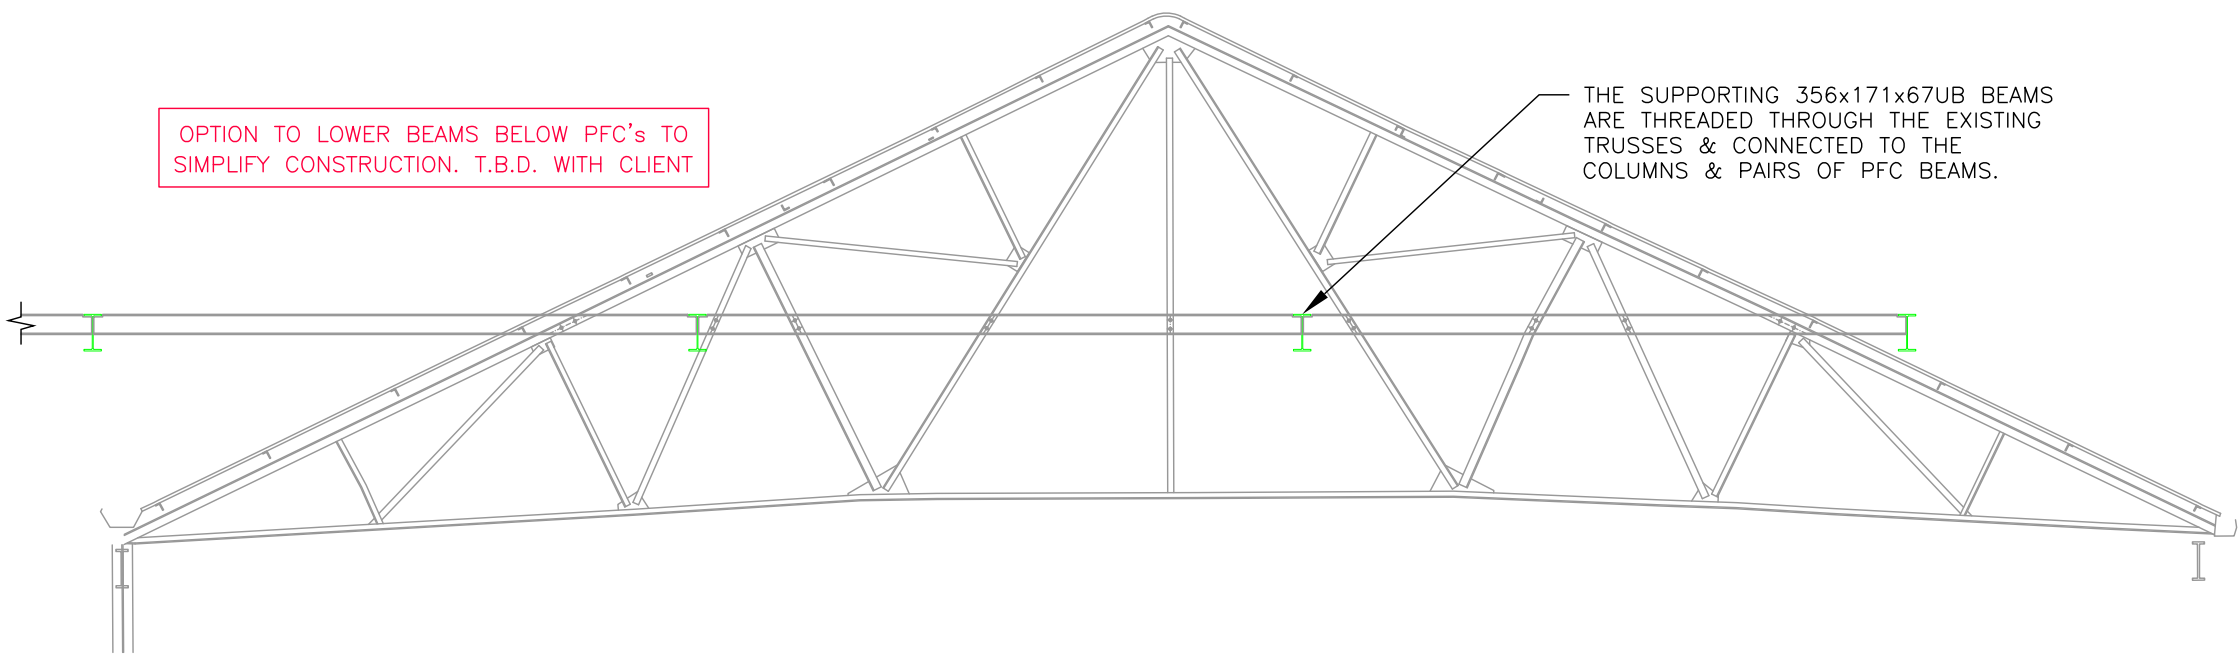 OPTION TO LOWER BEAMS BELOW PFC's TO
SIMPLIFY CONSTRUCTION. T.B.D. WITH CLIENT
THE SUPPORTING 356x171x67UB BEAMS
ARE THREADED THROUGH THE EXISTING
TRUSSES & CONNECTED TO THE
COLUMNS & PAIRS OF PFC BEAMS.